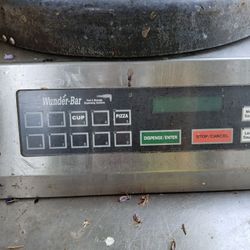 Wunder-Bar
CUP
PIZZA
DISPENSE/ENTER
STOP/CANCEL